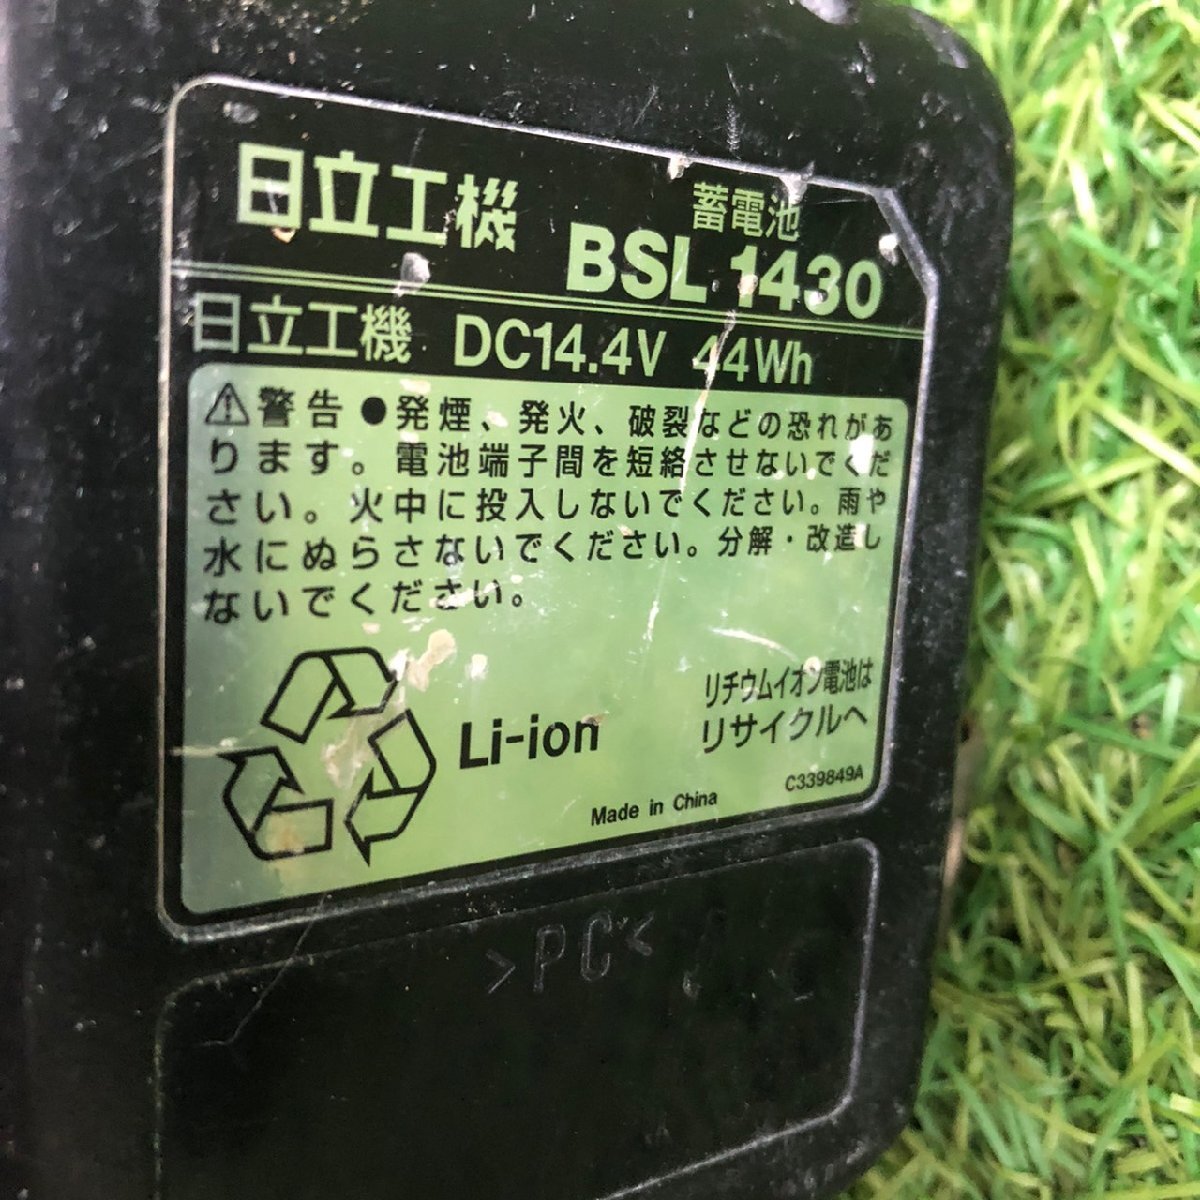 日立工機
蓄電池
BSL 1430
日立工機 DC14.4V 44Wh
⚠警告 ●発煙、発火、破裂などの恐れがあ
ります。電池端子間を短絡させないでくだ
さい。火中に投入しないでください。雨や
水にぬらさないでください。分解・改造し
ないでください。
Li-ion
リチウムイオン電池は
リサイクルへ
C339849A
Made in China
>PC<